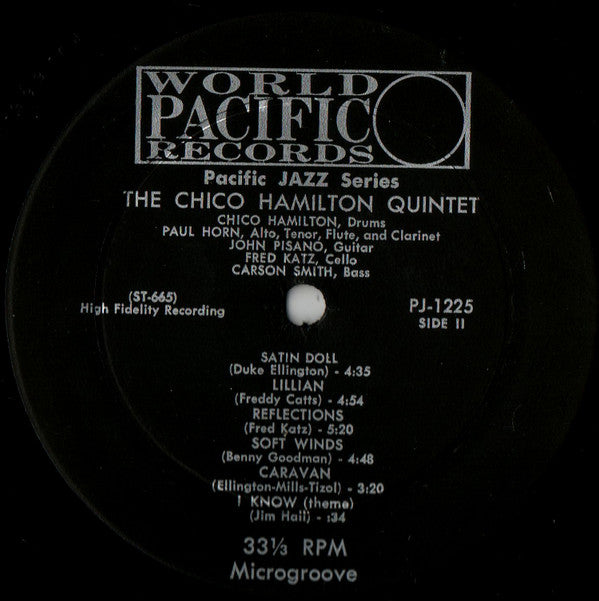 WORLD
PACIFIC
RECORDS
Pacific JAZZ Series
THE CHICO HAMILTON QUINTET
CHICO HAMILTON, Drums
PAUL HORN, Alto, Tenor, Flute, and Clarinet
JOHN PISANO, Guitar
FRED KATZ, Cello
CARSON SMITH, Bass
(ST-665)
High Fidelity Recording
PJ-1225
SIDE II
SATIN DOLL
(Duke Ellington) - 4:35
LILLIAN
(Freddy Catts) - 4:54
REFLECTIONS
(Fred Katz) - 5:20
SOFT WINDS
(Benny Goodman) - 4:48
CARAVAN
(Ellington-Mills-Tizol) - 3:20
I KNOW (theme)
(Jim Hall) - :34
33⅓ RPM
Microgroove